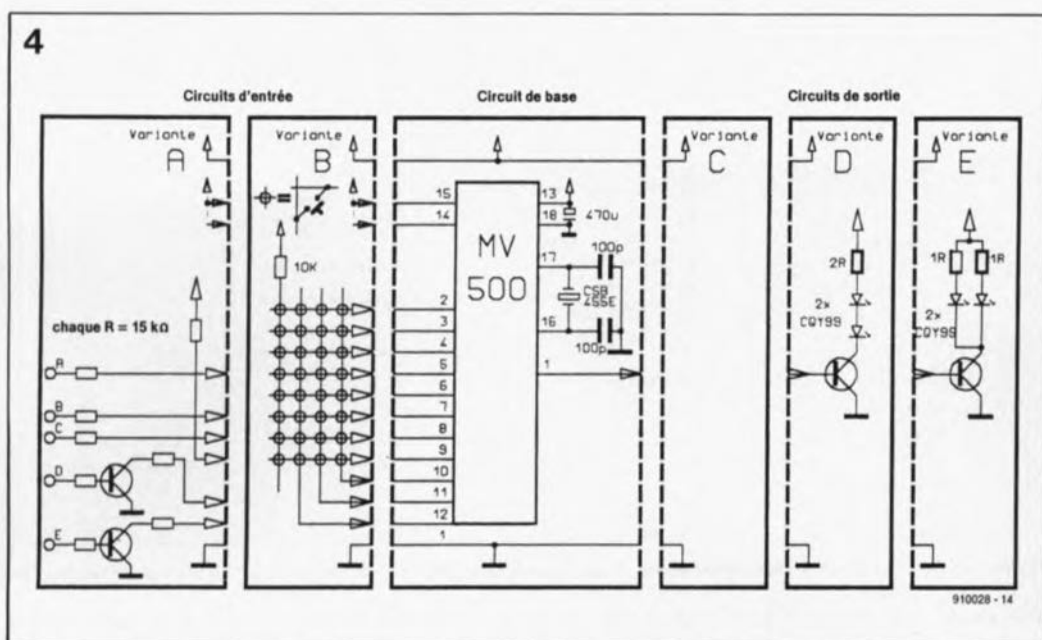 4
Circuits d'entrée
Circuit de base
Circuits de sortie
Variante
A
Variante
B
Variante
C
Variante
D
Variante
E
10K
chaque R = 15 kΩ
A
B
C
D
E
15
14
2
3
4
5
6
7
8
9
10
11
12
1
MV
500
13
18
17
16
1
470u
100p
CSB
455E
100p
2R
2x
CQY99
1R
1R
2x
CQY99
910028 - 14